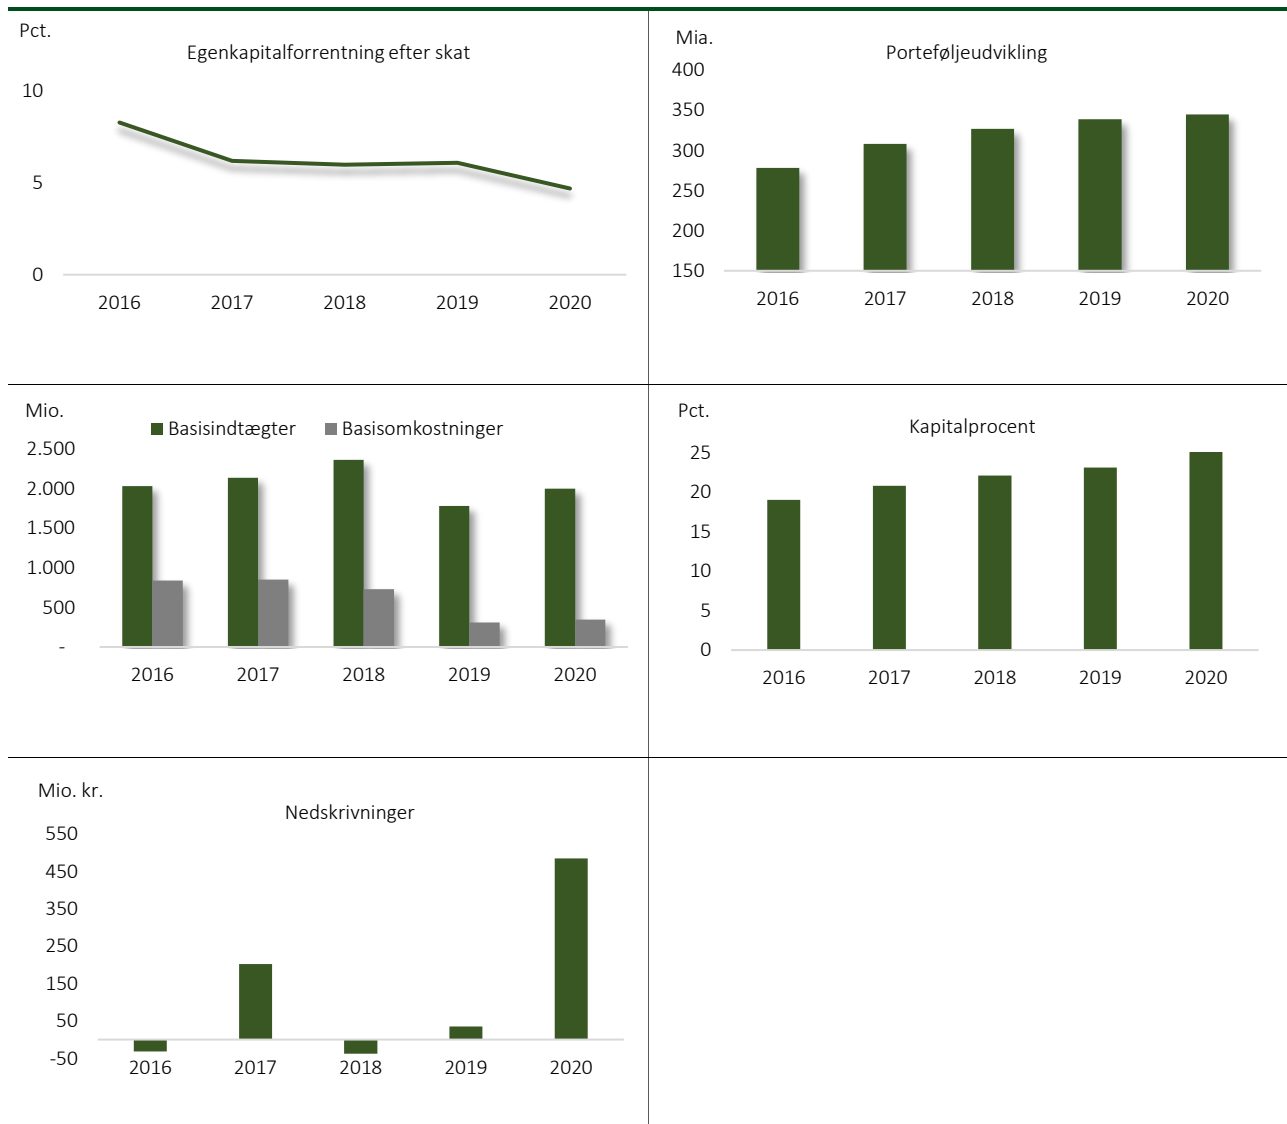 Pct.
Egenkapitalforrentning efter skat
10
5
0
2016 2017 2018 2019 2020
Mia.
Porteføljeudvikling
400
350
300
250
200
150
2016 2017 2018 2019 2020
Mio.
Basisindtægter Basisomkostninger
2.500
2.000
1.500
1.000
500
-
2016 2017 2018 2019 2020
Pct.
Kapitalprocent
25
20
15
10
5
0
2016 2017 2018 2019 2020
Mio. kr.
Nedskrivninger
550
450
350
250
150
50
-50
2016 2017 2018 2019 2020